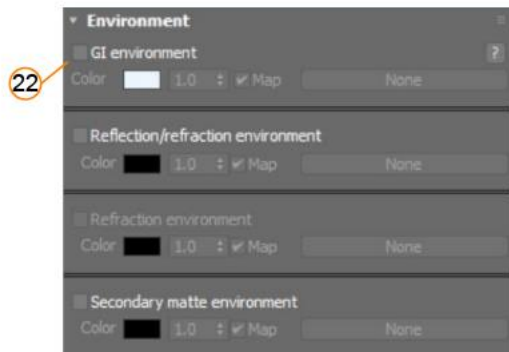 Environment
GI environment ?
22
Color 1.0 Map None
Reflection/refraction environment
Color 1.0 Map None
Refraction environment
Color 1.0 Map None
Secondary matte environment
Color 1.0 Map None